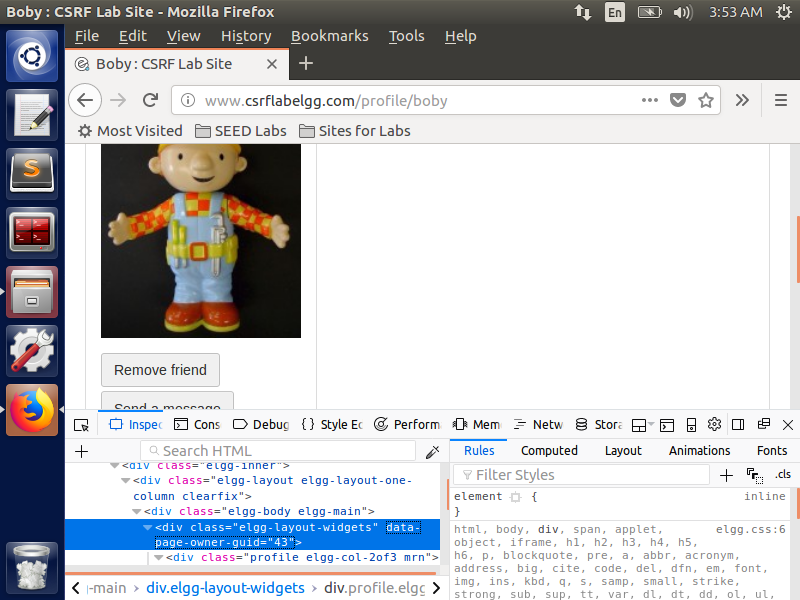 Boby : CSRF Lab Site - Mozilla Firefox
En
3:53 AM
File Edit View History Bookmarks Tools Help
Boby : CSRF Lab Site
www.csrflabelgg.com/profile/boby
Most Visited SEED Labs Sites for Labs
Remove friend
Send a message
Inspec Cons Debug Style Ec Perform Mem Netw Stora
Search HTML
Rules Computed Layout Animations Fonts
Filter Styles
.cls
<div class="elgg-inner">
<div class="elgg-layout elgg-layout-one-
column clearfix">
<div class="elgg-body elgg-main">
<div class="elgg-layout-widgets" data-
page-owner-guid="43">
<div class="profile elgg-col-2of3 mrn">
-main div.elgg-layout-widgets div.profile.elgg
element { inline
}
html, body, div, span, applet, elgg.css:6
object, iframe, h1, h2, h3, h4, h5,
h6, p, blockquote, pre, a, abbr, acronym,
address, big, cite, code, del, dfn, em, font,
img, ins, kbd, q, s, samp, small, strike,
strong, sub, sup, tt, var, dl, dt, dd, ol, ul,